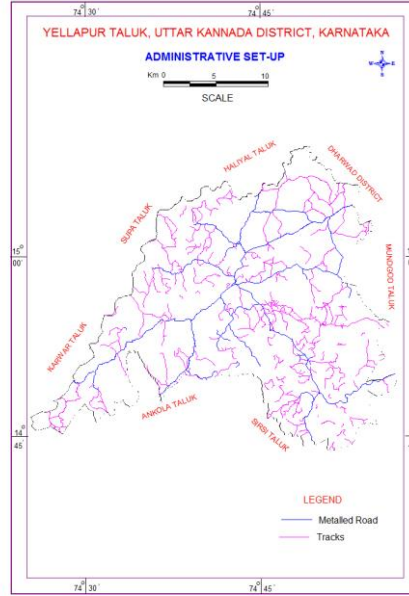 74° 30'
74° 45'
YELLAPUR TALUK, UTTAR KANNADA DISTRICT, KARNATAKA
ADMINISTRATIVE SET-UP
Km 0 5 10
SCALE
N
W E
S
HALIYAL TALUK
DHARWAD DISTRICT
SUPA TALUK
15°
00'
15°
MUNDGOD TALUK
KARWAR TALUK
ANKOLA TALUK
SIRSI TALUK
14°
45'
LEGEND
Metalled Road
Tracks
74° 30'
74° 45'